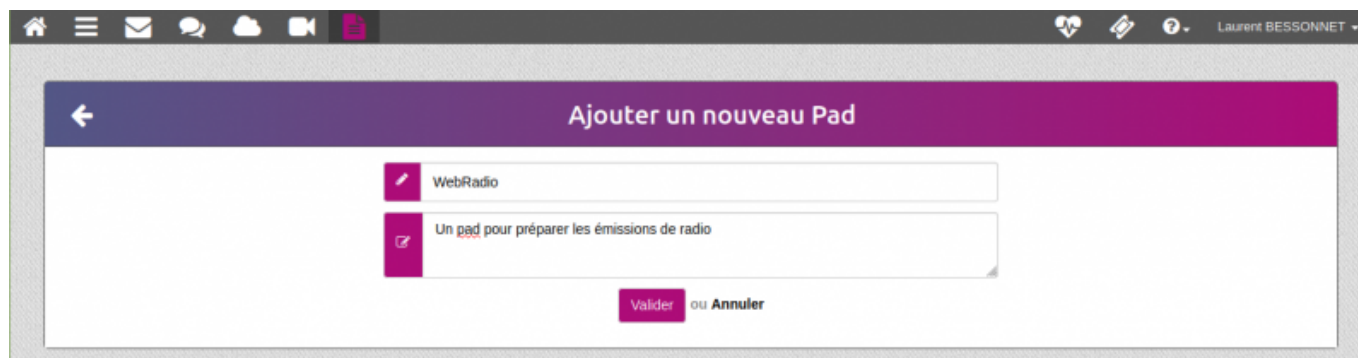 Laurent BESSONNET
Ajouter un nouveau Pad
WebRadio
Un pad pour préparer les émissions de radio
Valider ou Annuler